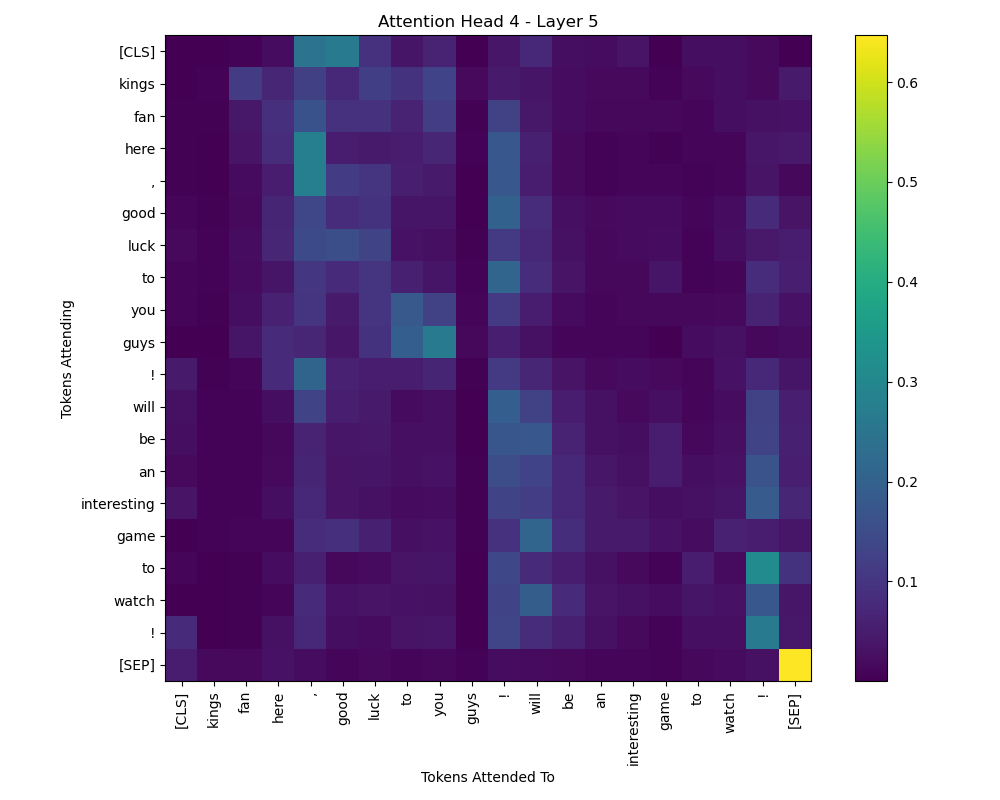 Attention Head 4 - Layer 5
Tokens Attending
[CLS]
kings
fan
here
,
good
luck
to
you
guys
!
will
be
an
interesting
game
to
watch
!
[SEP]
[CLS]
kings
fan
here
,
good
luck
to
you
guys
!
will
be
an
interesting
game
to
watch
!
[SEP]
Tokens Attended To
0.6
0.5
0.4
0.3
0.2
0.1